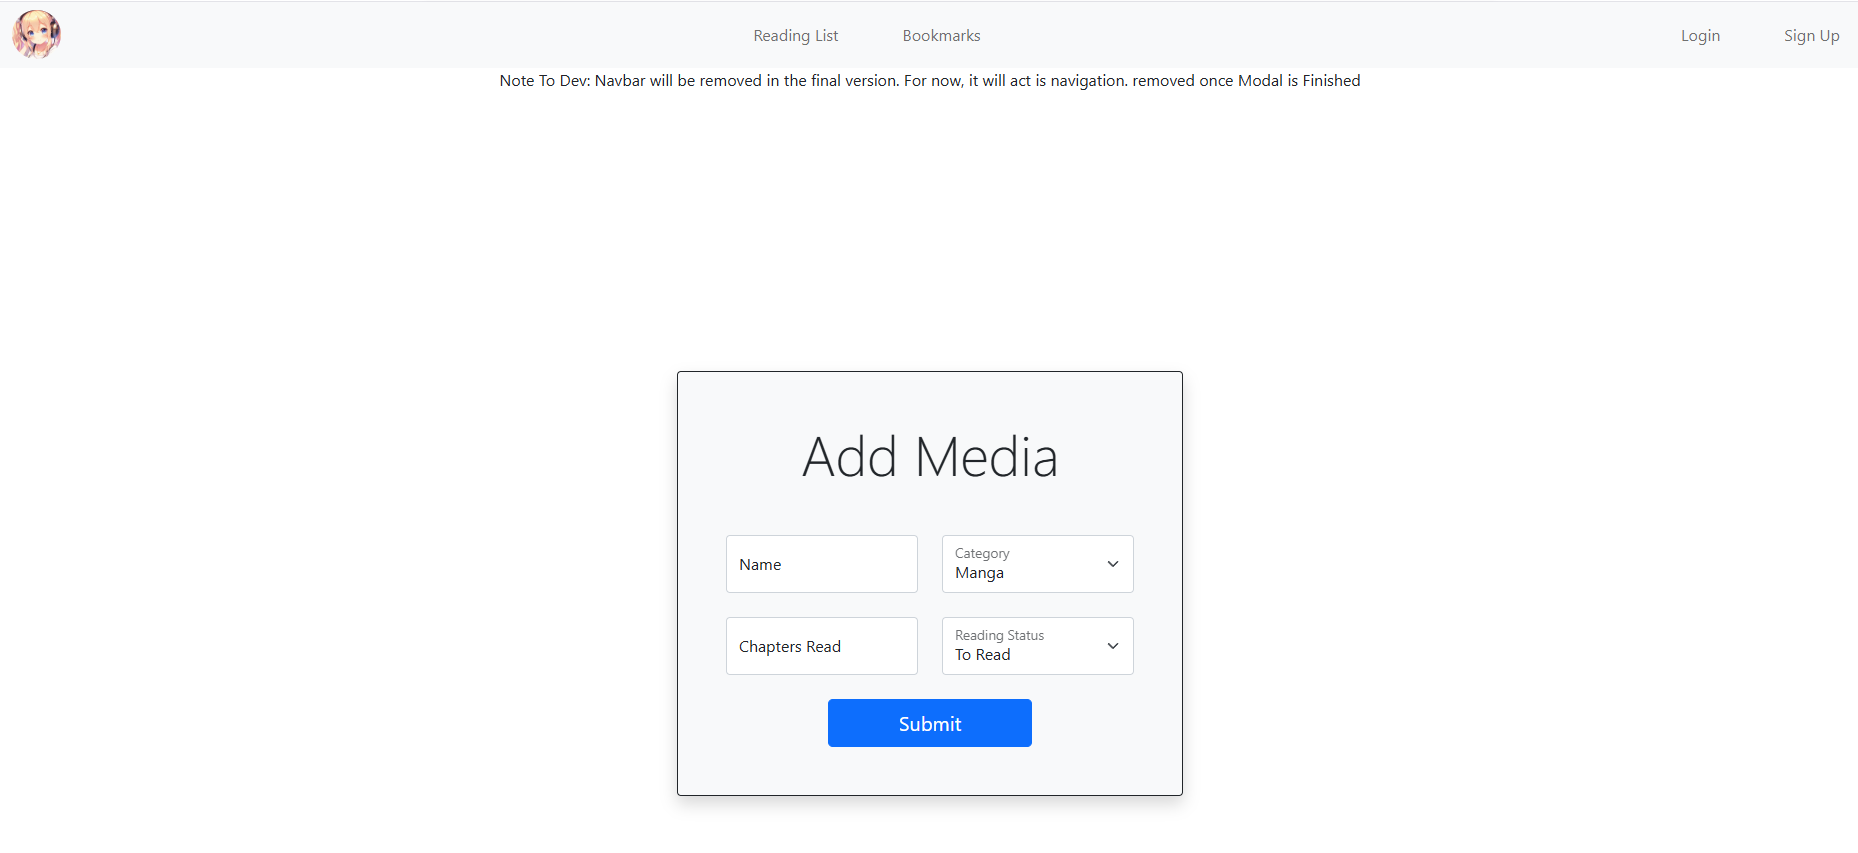 Reading List
Bookmarks
Login
Sign Up
Note To Dev: Navbar will be removed in the final version. For now, it will act is navigation. removed once Modal is Finished
Add Media
Name
Category
Manga
Chapters Read
Reading Status
To Read
Submit